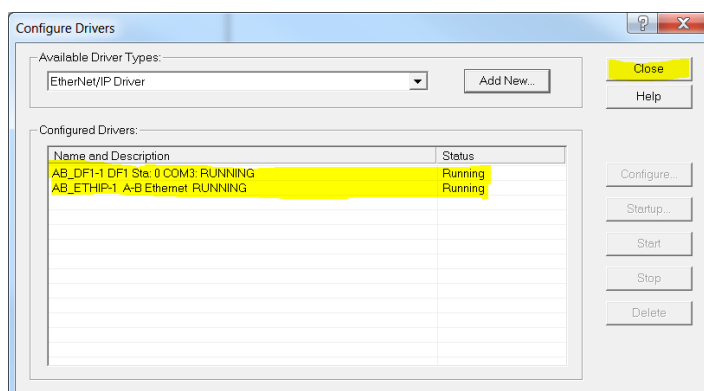 Configure Drivers
Available Driver Types:
EtherNet/IP Driver
Add New...
Close
Help
Configured Drivers:
Name and Description Status
AB_DF1-1 DF1 Sta: 0 COM3: RUNNING Running
AB_ETHIP-1 A-B Ethernet RUNNING Running
Configure...
Startup...
Start
Stop
Delete